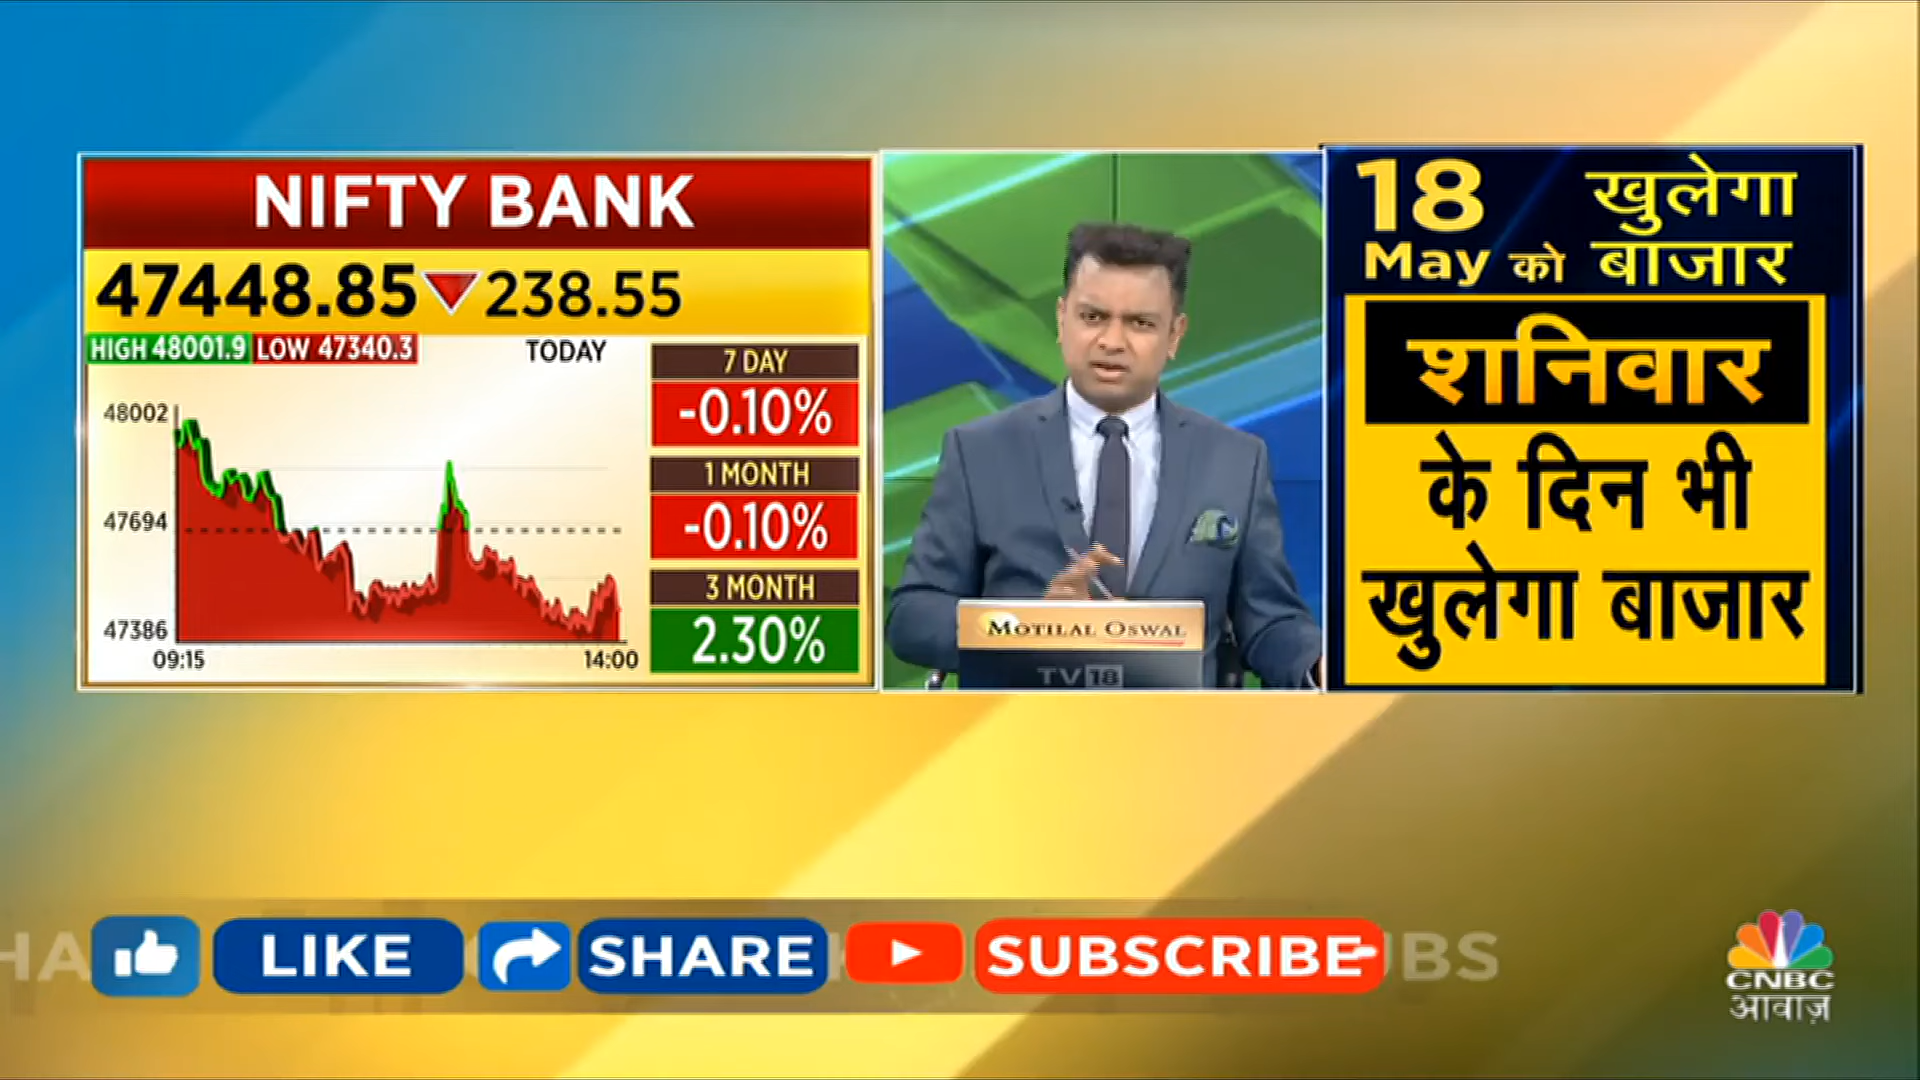 NIFTY BANK
47448.85 238.55
HIGH 48001.9 LOW 47340.3
TODAY
48002
47694
47386
09:15 14:00
7 DAY
-0.10%
1 MONTH
-0.10%
3 MONTH
2.30%
MOTILAL OSWAL
TV18
18 खुलेगा
May को बाजार
शनिवार
के दिन भी
खुलेगा बाजार
HA LIKE SHARE SUBSCRIBE UBS
CNBC
आवाज़